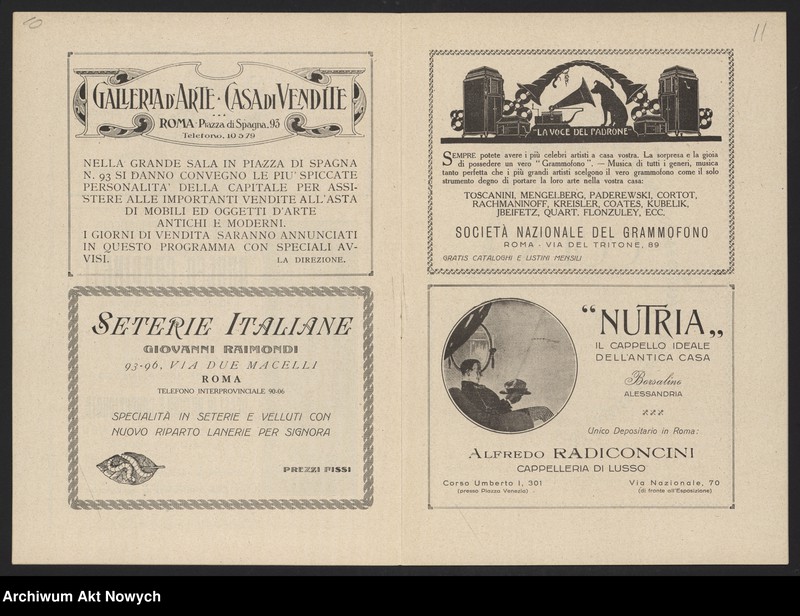 10
GALLERIA D'ARTE · CASA DI VENDITE
ROMA · Piazza di Spagna, 93
Telefono, 10 579
NELLA GRANDE SALA IN PIAZZA DI SPAGNA
N. 93 SI DANNO CONVEGNO LE PIU' SPICCATE
PERSONALITA' DELLA CAPITALE PER ASSI-
STERE ALLE IMPORTANTI VENDITE ALL'ASTA
DI MOBILI ED OGGETTI D'ARTE
ANTICHI E MODERNI.
I GIORNI DI VENDITA SARANNO ANNUNCIATI
IN QUESTO PROGRAMMA CON SPECIALI AV-
VISI. LA DIREZIONE.
SETERIE ITALIANE
GIOVANNI RAIMONDI
93-96, VIA DUE MACELLI
ROMA
TELEFONO INTERPROVINCIALE 90-06
SPECIALITÀ IN SETERIE E VELLUTI CON
NUOVO RIPARTO LANERIE PER SIGNORA
PREZZI FISSI
11
"LA VOCE DEL PADRONE"
SEMPRE potete avere i più celebri artisti a casa vostra. La sorpresa e la gioia
di possedere un vero "Grammofono". — Musica di tutti i generi, musica
tanto perfetta che i più grandi artisti scelgono il vero grammofono come il solo
strumento degno di portare la loro arte nella vostra casa:
TOSCANINI, MENGELBERG, PADEREWSKI, CORTOT,
RACHMANINOFF, KREISLER, COATES, KUBELIK,
JBEIFETZ, QUART. FLONZULEY, ECC.
SOCIETÀ NAZIONALE DEL GRAMMOFONO
ROMA - VIA DEL TRITONE, 89
GRATIS CATALOGHI E LISTINI MENSILI
"NUTRIA„
IL CAPPELLO IDEALE
DELL'ANTICA CASA
Borsalino
ALESSANDRIA
Unico Depositario in Roma:
ALFREDO RADICONCINI
CAPPELLERIA DI LUSSO
Corso Umberto I, 301
(presso Piazza Venezia)
Via Nazionale, 70
(di fronte all'Esposizione)
Archiwum Akt Nowych